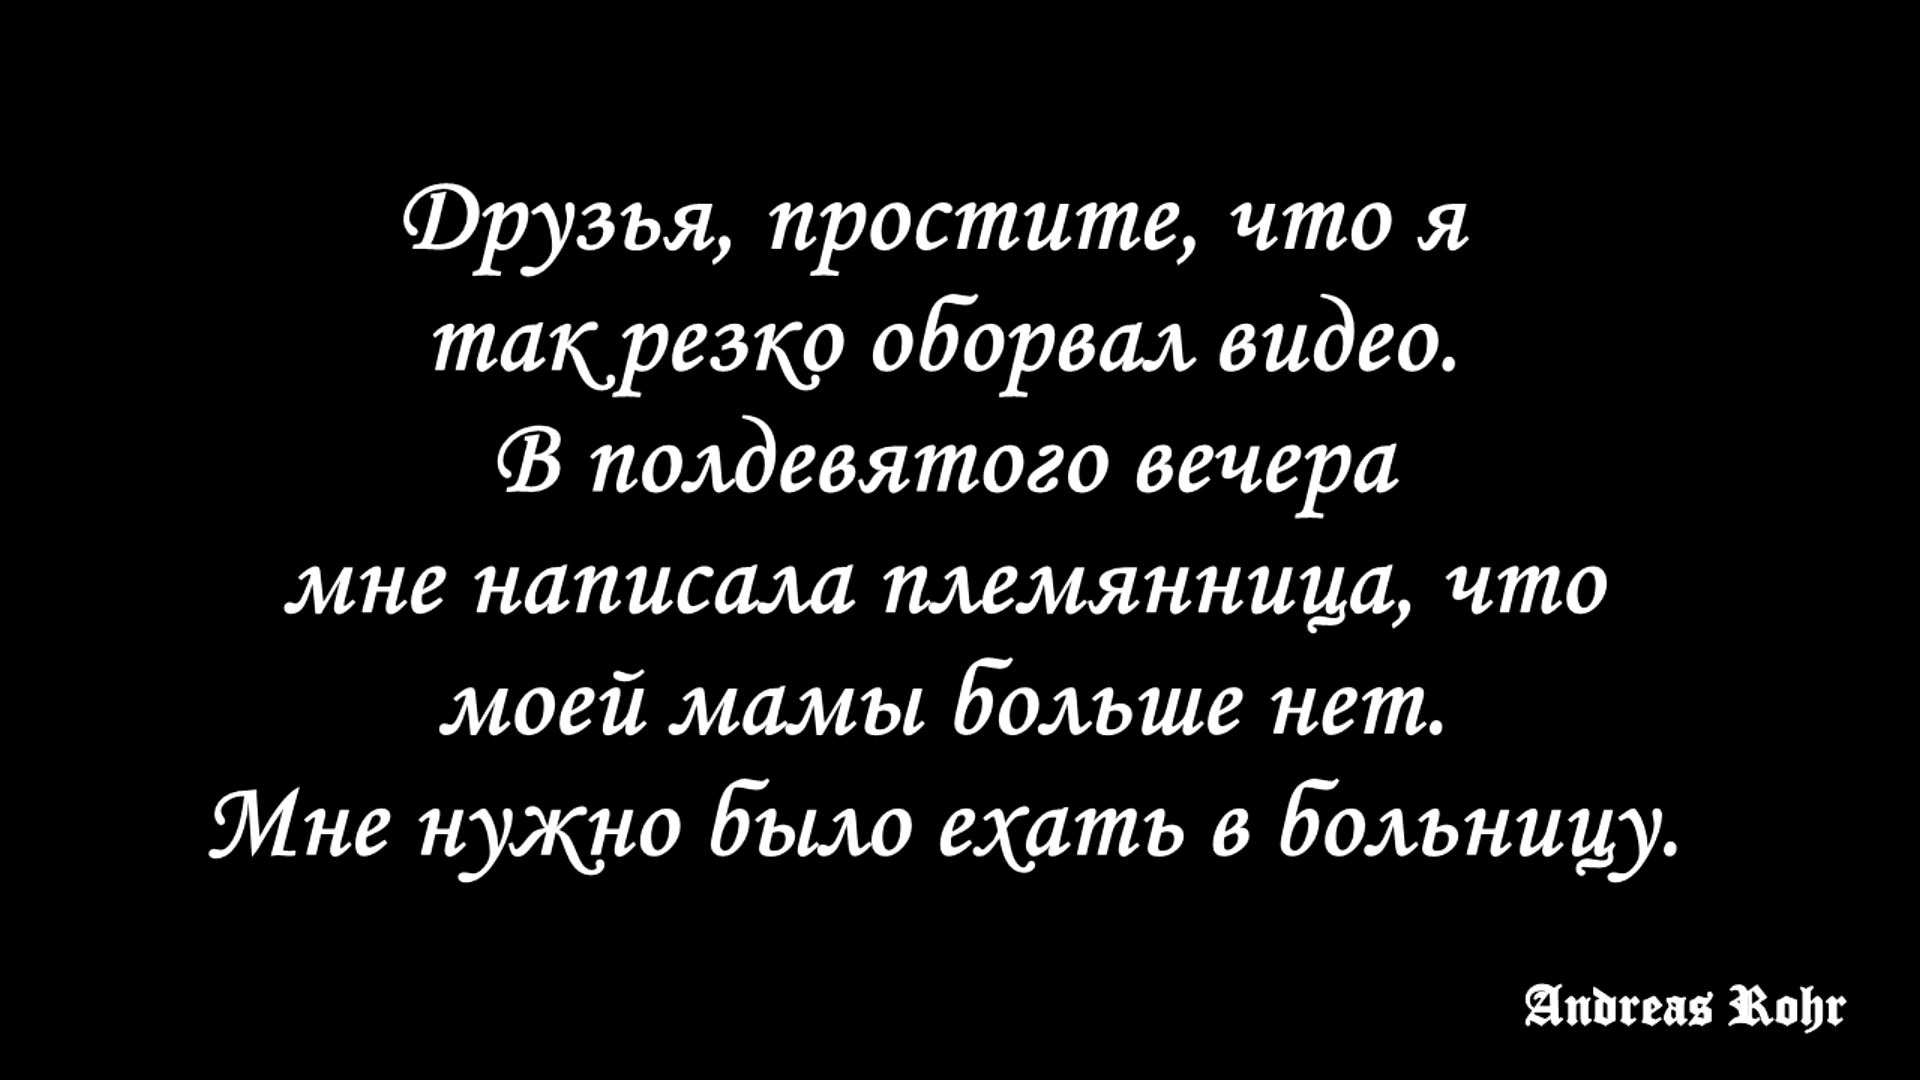 Друзья, простите, что я
так резко оборвал видео.
В полдевятого вечера
мне написала племянница, что
моей мамы больше нет.
Мне нужно было ехать в больницу.
Andreas Rohr